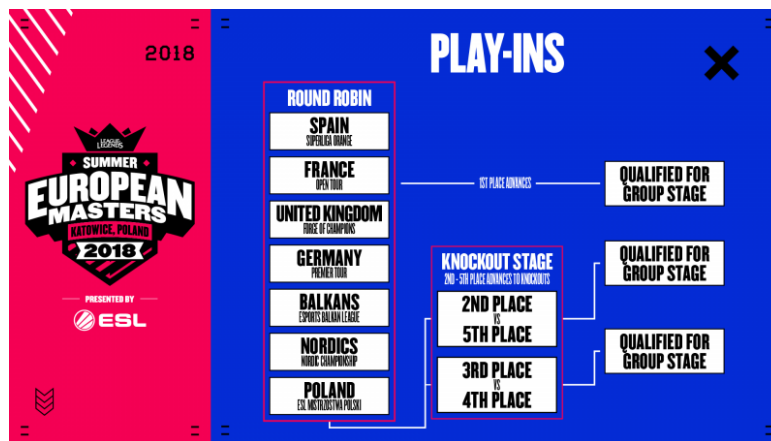 2018
LEAGUE OF
LEGENDS
SUMMER
EUROPEAN
MASTERS
KATOWICE, POLAND
2018
PRESENTED BY
ESL
PLAY-INS
ROUND ROBIN
SPAIN
SUPERLIGA ORANGE
FRANCE
OPEN TOUR
UNITED KINGDOM
FORGE OF CHAMPIONS
GERMANY
PREMIER TOUR
BALKANS
ESPORTS BALKAN LEAGUE
NORDICS
NORDIC CHAMPIONSHIP
POLAND
ESL MISTRZOSTWA POLSKI
1ST PLACE ADVANCES
QUALIFIED FOR
GROUP STAGE
KNOCKOUT STAGE
2ND - 5TH PLACE ADVANCES TO KNOCKOUTS
2ND PLACE
VS
5TH PLACE
QUALIFIED FOR
GROUP STAGE
3RD PLACE
VS
4TH PLACE
QUALIFIED FOR
GROUP STAGE